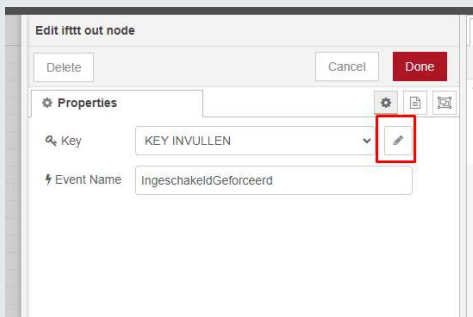 Edit ifttt out node
Delete
Cancel
Done
Properties
Key
KEY INVULLEN
Event Name
IngeschakeldGeforceerd